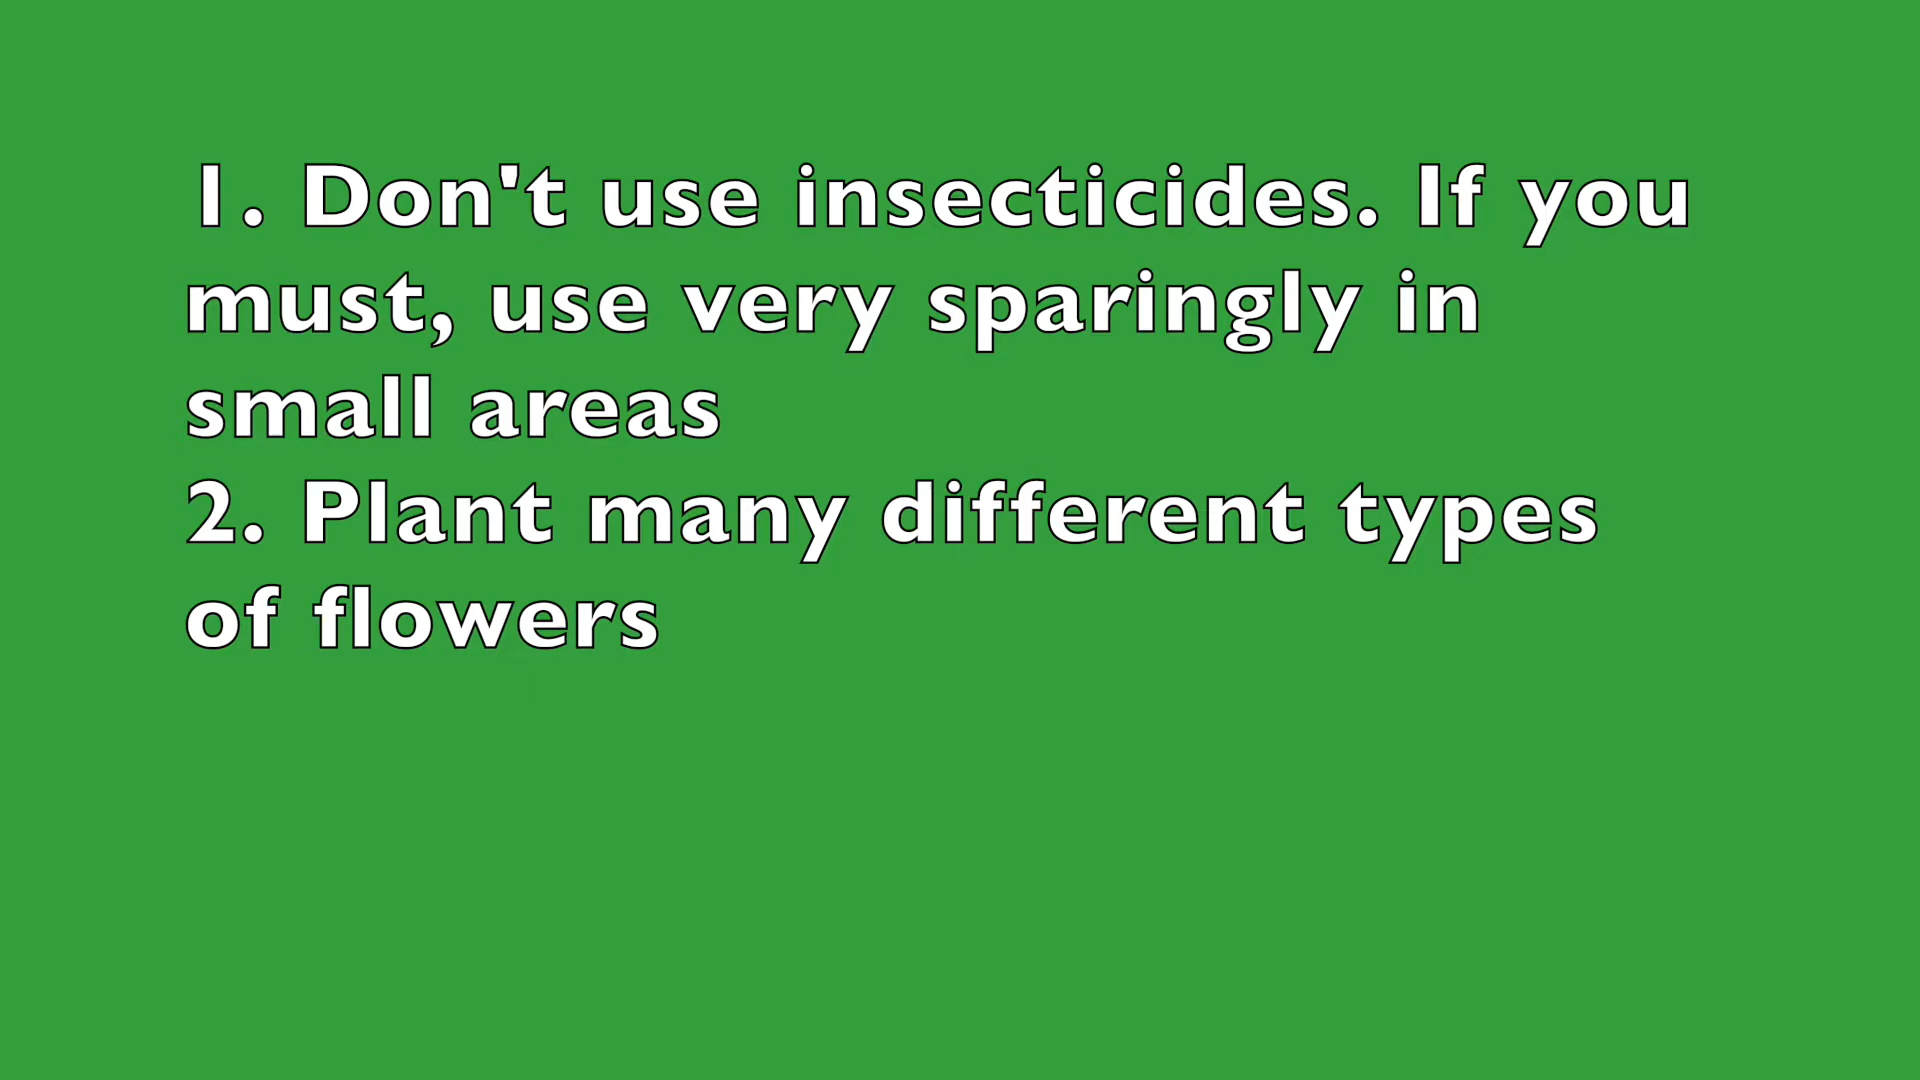 1. Don't use insecticides. If you
must, use very sparingly in
small areas
2. Plant many different types
of flowers